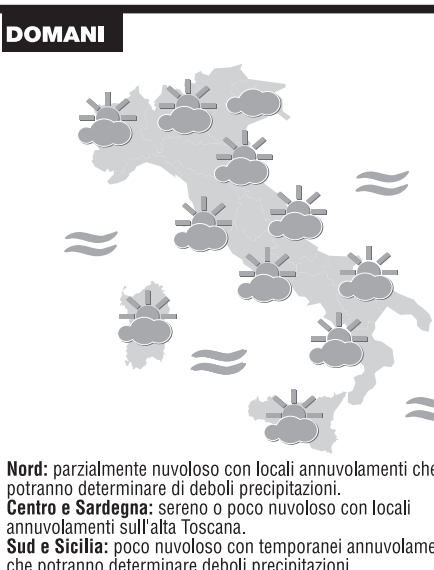 DOMANI
Nord: parzialmente nuvoloso con locali annuvolamenti che
potranno determinare di deboli precipitazioni.
Centro e Sardegna: sereno o poco nuvoloso con locali
annuvolamenti sull'alta Toscana.
Sud e Sicilia: poco nuvoloso con temporanei
che potranno determinare deboli precipitazioni